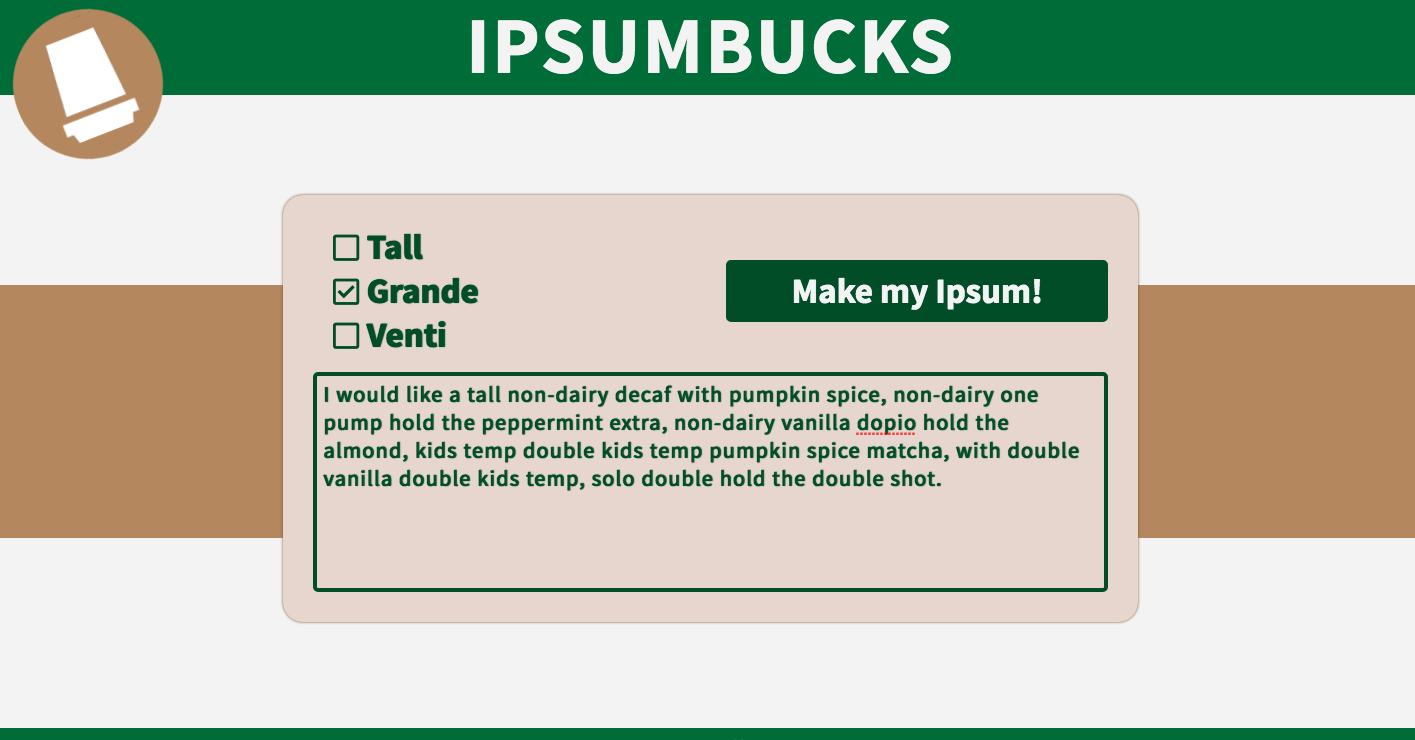 IPSUMBUCKS
Tall
Grande
Venti
Make my Ipsum!
I would like a tall non-dairy decaf with pumpkin spice, non-dairy one
pump hold the peppermint extra, non-dairy vanilla dopio hold the
almond, kids temp double kids temp pumpkin spice matcha, with double
vanilla double kids temp, solo double hold the double shot.